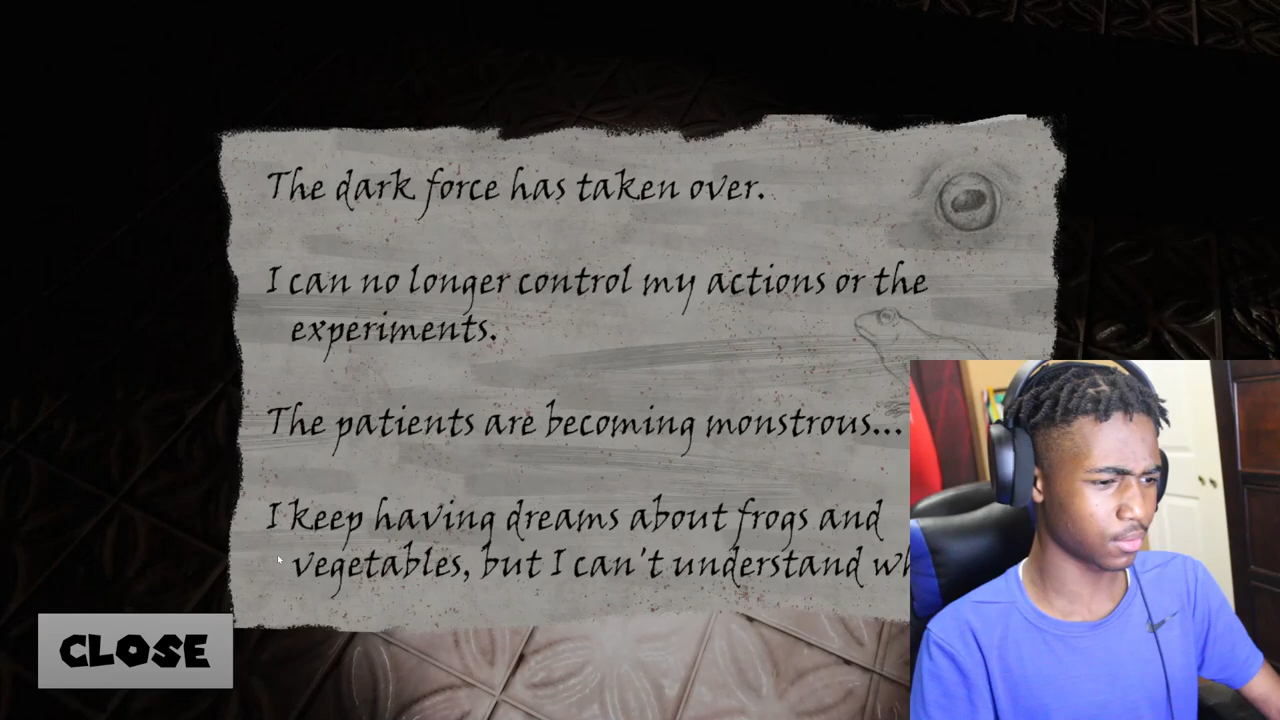 The dark force has taken over.
I can no longer control my actions or the
experiments.
The patients are becoming monstrous...
I keep having dreams about frogs and
vegetables, but I can't understand
CLOSE